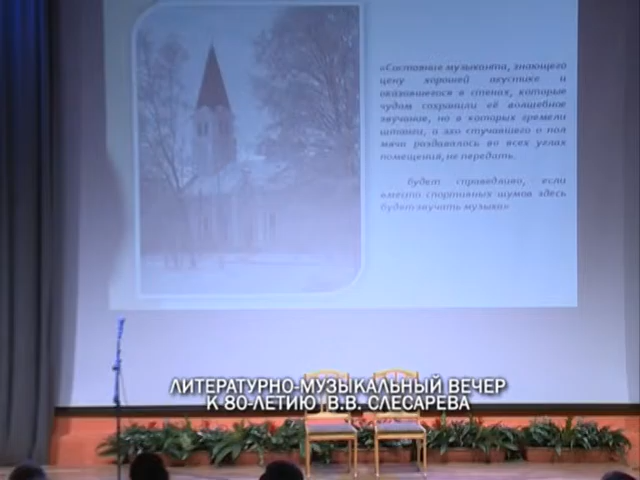 «Состояние музыканта, знающего
цену хорошей акустике и
оказавшегося в стенах, которые
чудом сохранили её волшебное
звучание, но в которых гремели
штанги, а эхо стучавшего о пол
мяча раздавалось во всех углах
помещения, не передать.
Будет справедливо, если
вместо спортивных шумов здесь
будет звучать музыка»
ЛИТЕРАТУРНО-МУЗЫКАЛЬНЫЙ ВЕЧЕР
К 80-ЛЕТИЮ В.В. СЛЕСАРЕВА